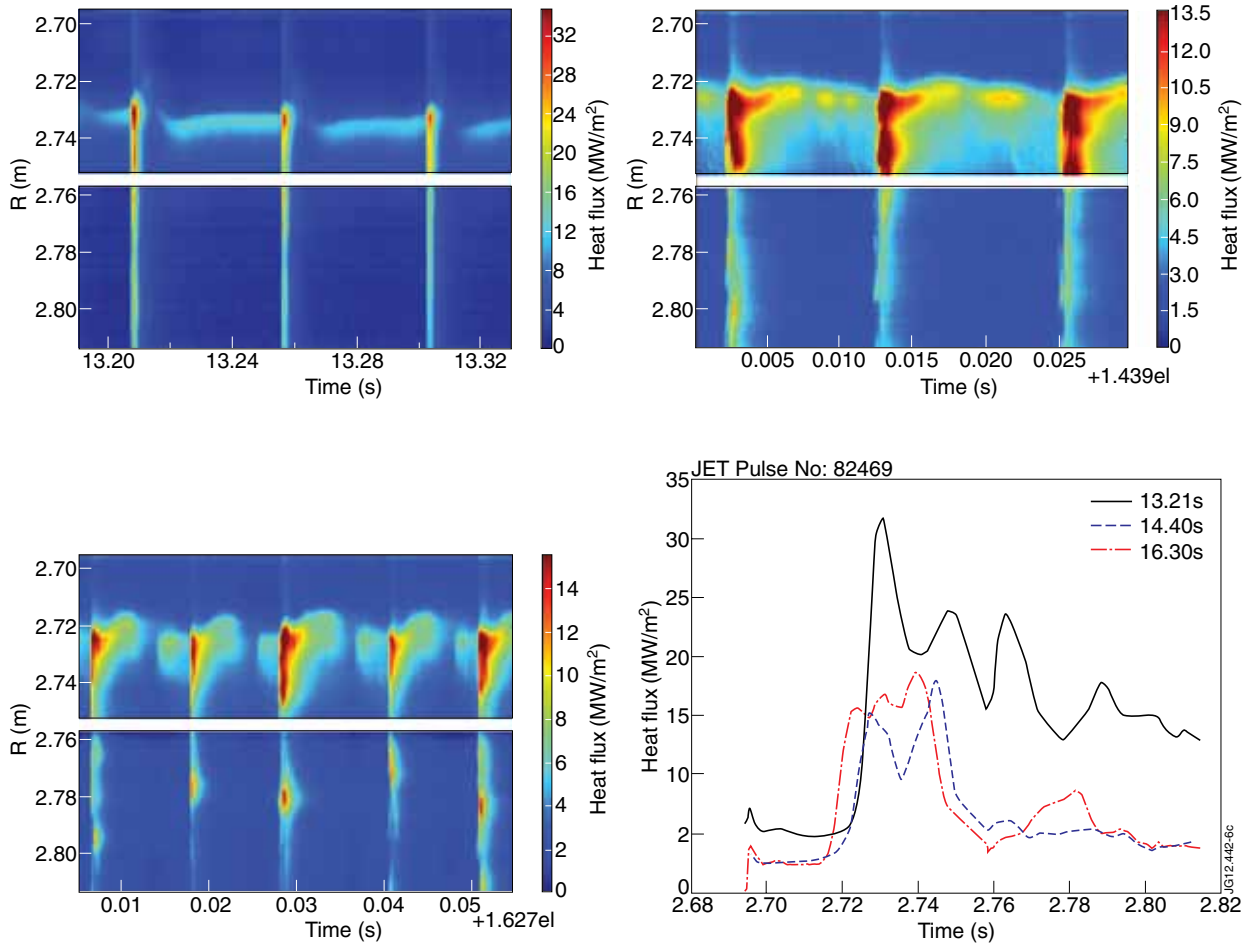 2.70
2.72
2.74
2.76
2.78
2.80
R (m)
13.20 13.24 13.28 13.32
Time (s)
32
28
24
20
16
12
8
4
0
Heat flux (MW/m2)
13.5
12.0
10.5
9.0
7.5
6.0
4.5
3.0
1.5
0
Heat flux (MW/m2)
2.70
2.72
2.74
2.76
2.78
2.80
R (m)
0.005 0.010 0.015 0.020 0.025
+1.439el
Time (s)
2.70
2.72
2.74
2.76
2.78
2.80
R (m)
0.01 0.02 0.03 0.04 0.05
+1.627el
Time (s)
14
12
10
8
6
4
2
0
Heat flux (MW/m2)
JET Pulse No: 82469
35
30
25
20
15
10
2
0
Heat flux (MW/m2)
13.21s
14.40s
16.30s
2.68 2.70 2.72 2.74 2.76 2.78 2.80 2.82
Time (s)
JG12.442-6c